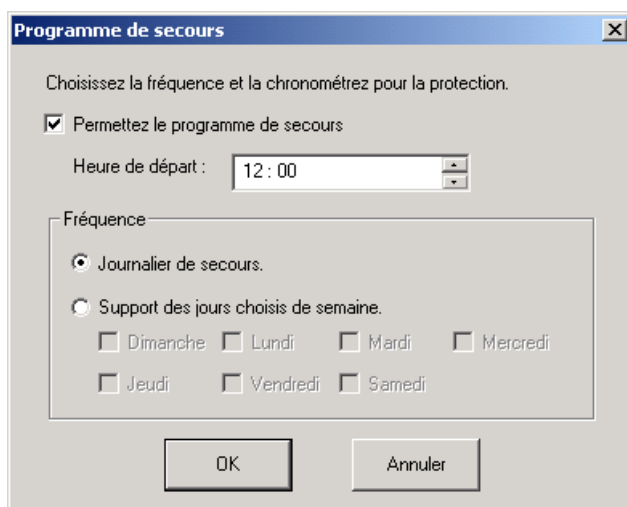 Programme de secours
Choisissez la fréquence et la chronométrez pour la protection.
Permettez le programme de secours
Heure de départ : 12 : 00
Fréquence
Journalier de secours.
Support des jours choisis de semaine.
Dimanche Lundi Mardi Mercredi
Jeudi Vendredi Samedi
OK Annuler